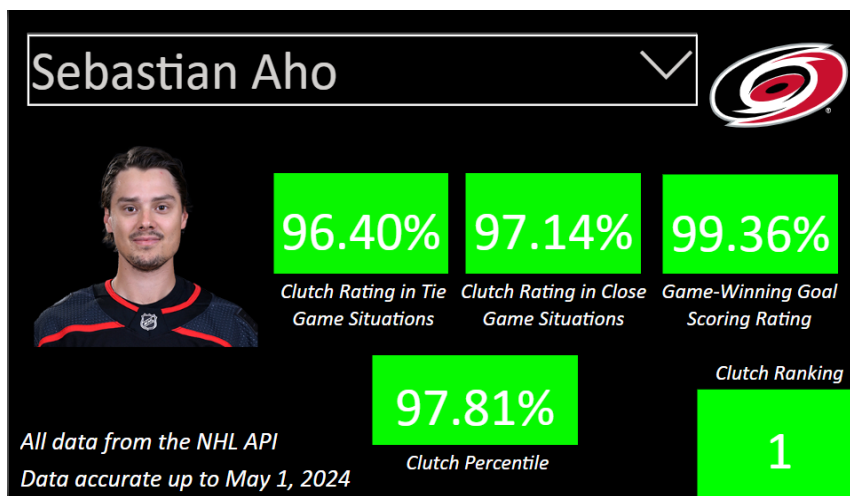 Sebastian Aho
96.40%
97.14%
99.36%
Clutch Rating in Tie
Game Situations
Clutch Rating in Close
Game Situations
Game-Winning Goal
Scoring Rating
97.81%
Clutch Percentile
Clutch Ranking
1
All data from the NHL API
Data accurate up to May 1, 2024